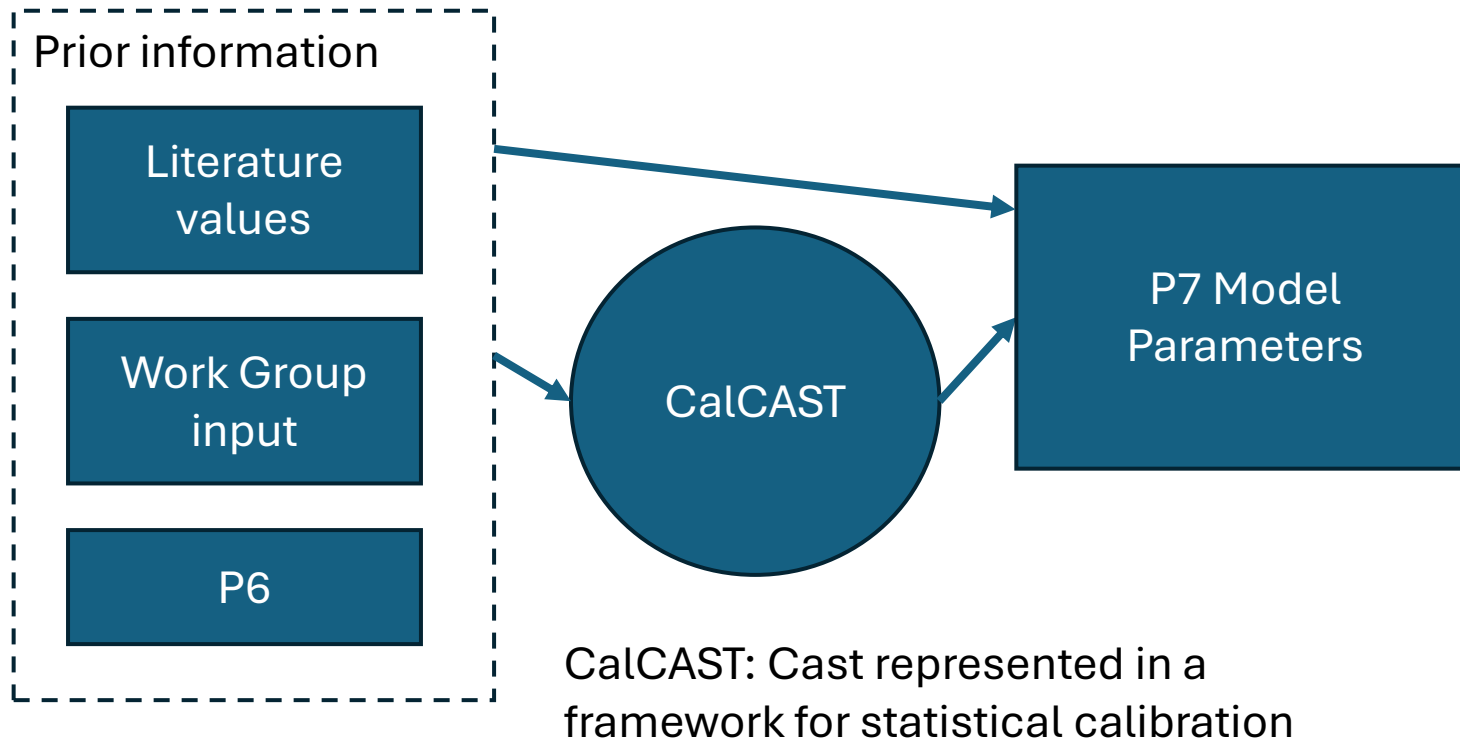 Prior information
Literature
values
Work Group
input
P6
CalCAST
P7 Model
Parameters
CalCAST: Cast represented in a
framework for statistical calibration